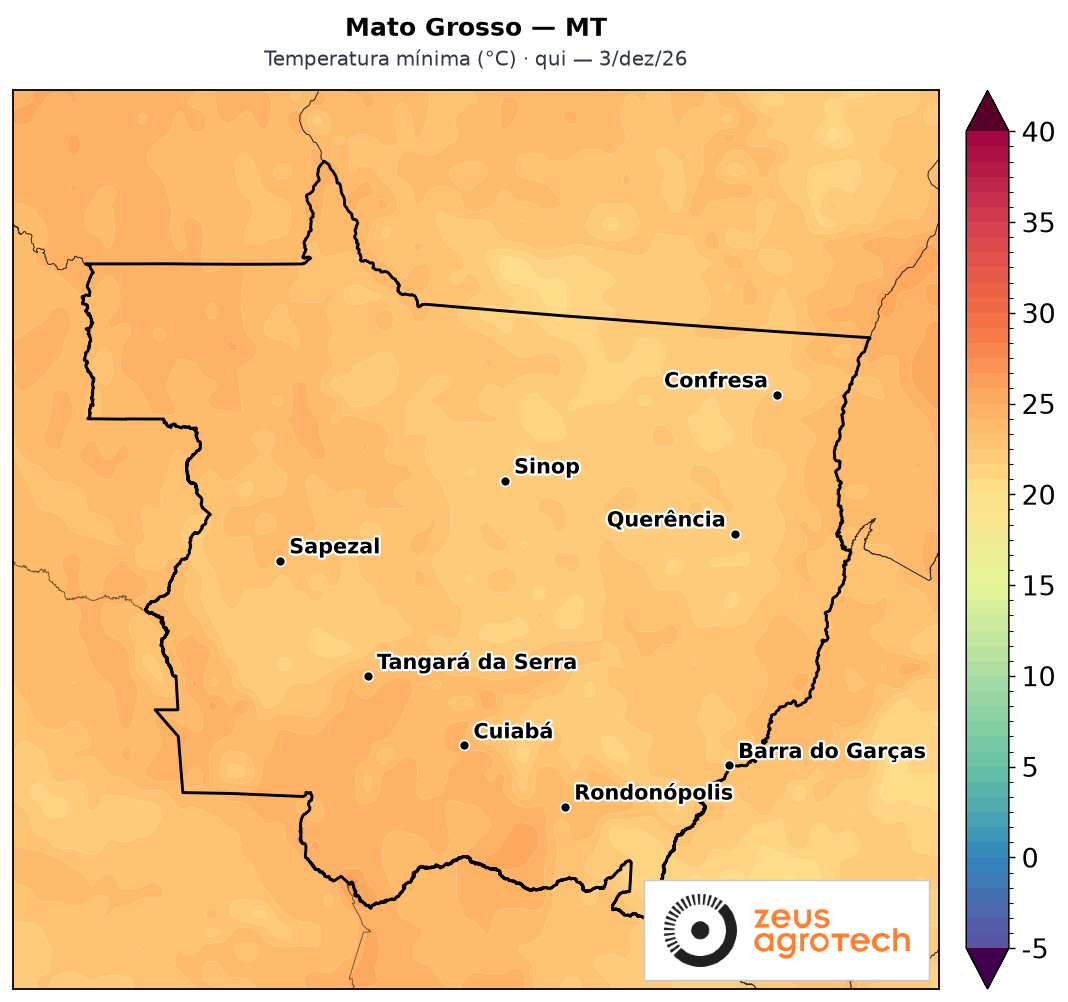 Mato Grosso — MT
Temperatura mínima (°C) · qui — 3/dez/26
40
35
30
25
20
15
10
5
0
-5
Confresa
Sinop
Querência
Sapezal
Tangará da Serra
Cuiabá
Barra do Garças
Rondonópolis
zeus
agrotech